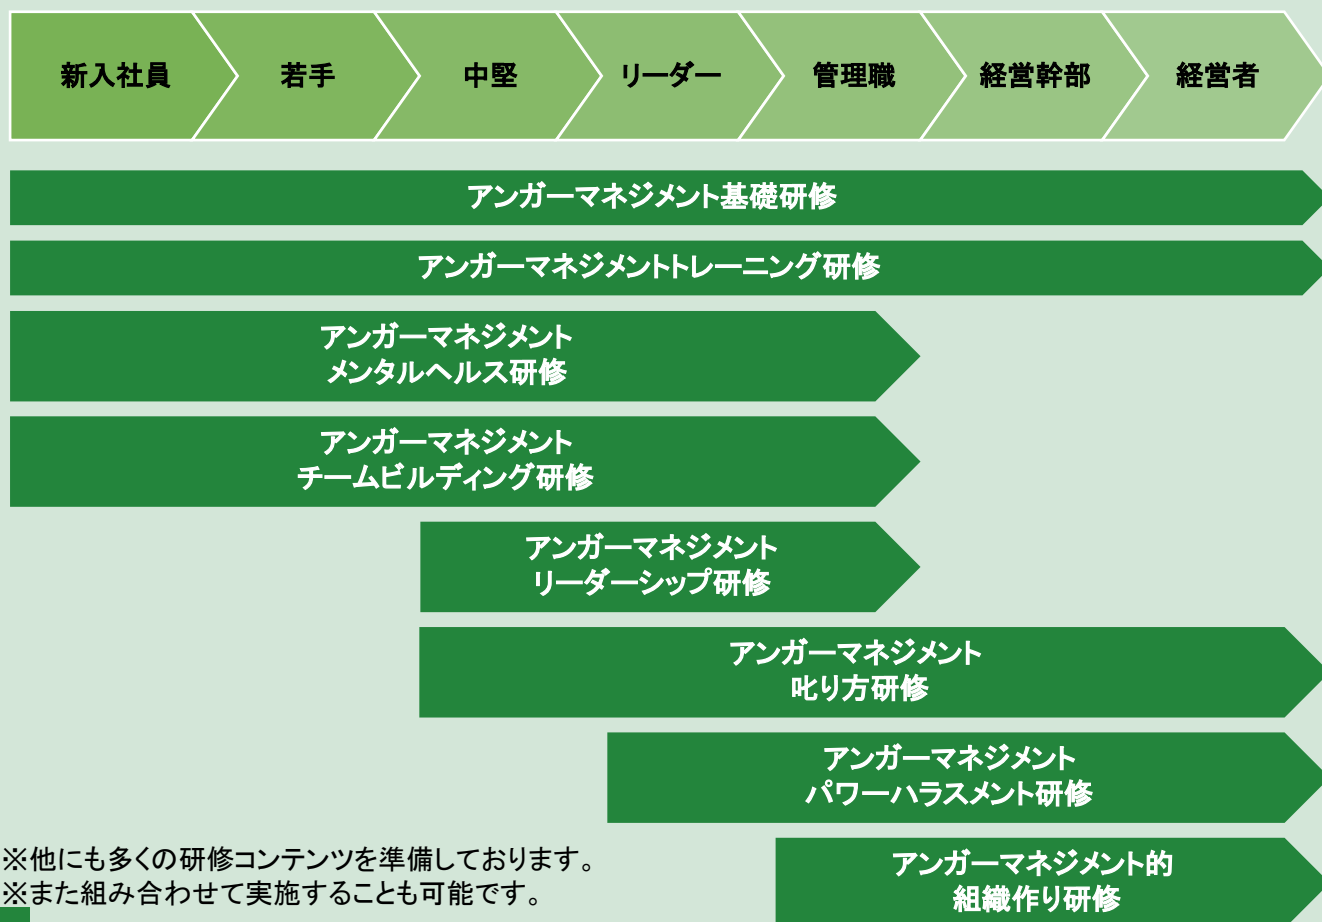 新入社員
若手
中堅
リーダー
管理職
経営幹部
経営者
アンガーマネジメント基礎研修
アンガーマネジメントトレーニング研修
アンガーマネジメント
メンタルヘルス研修
アンガーマネジメント
チームビルディング研修
アンガーマネジメント
リーダーシップ研修
アンガーマネジメント
叱り方研修
アンガーマネジメント
パワーハラスメント研修
アンガーマネジメント的
組織作り研修
※他にも多くの研修コンテンツを準備しております。
※また組み合わせて実施することも可能です。